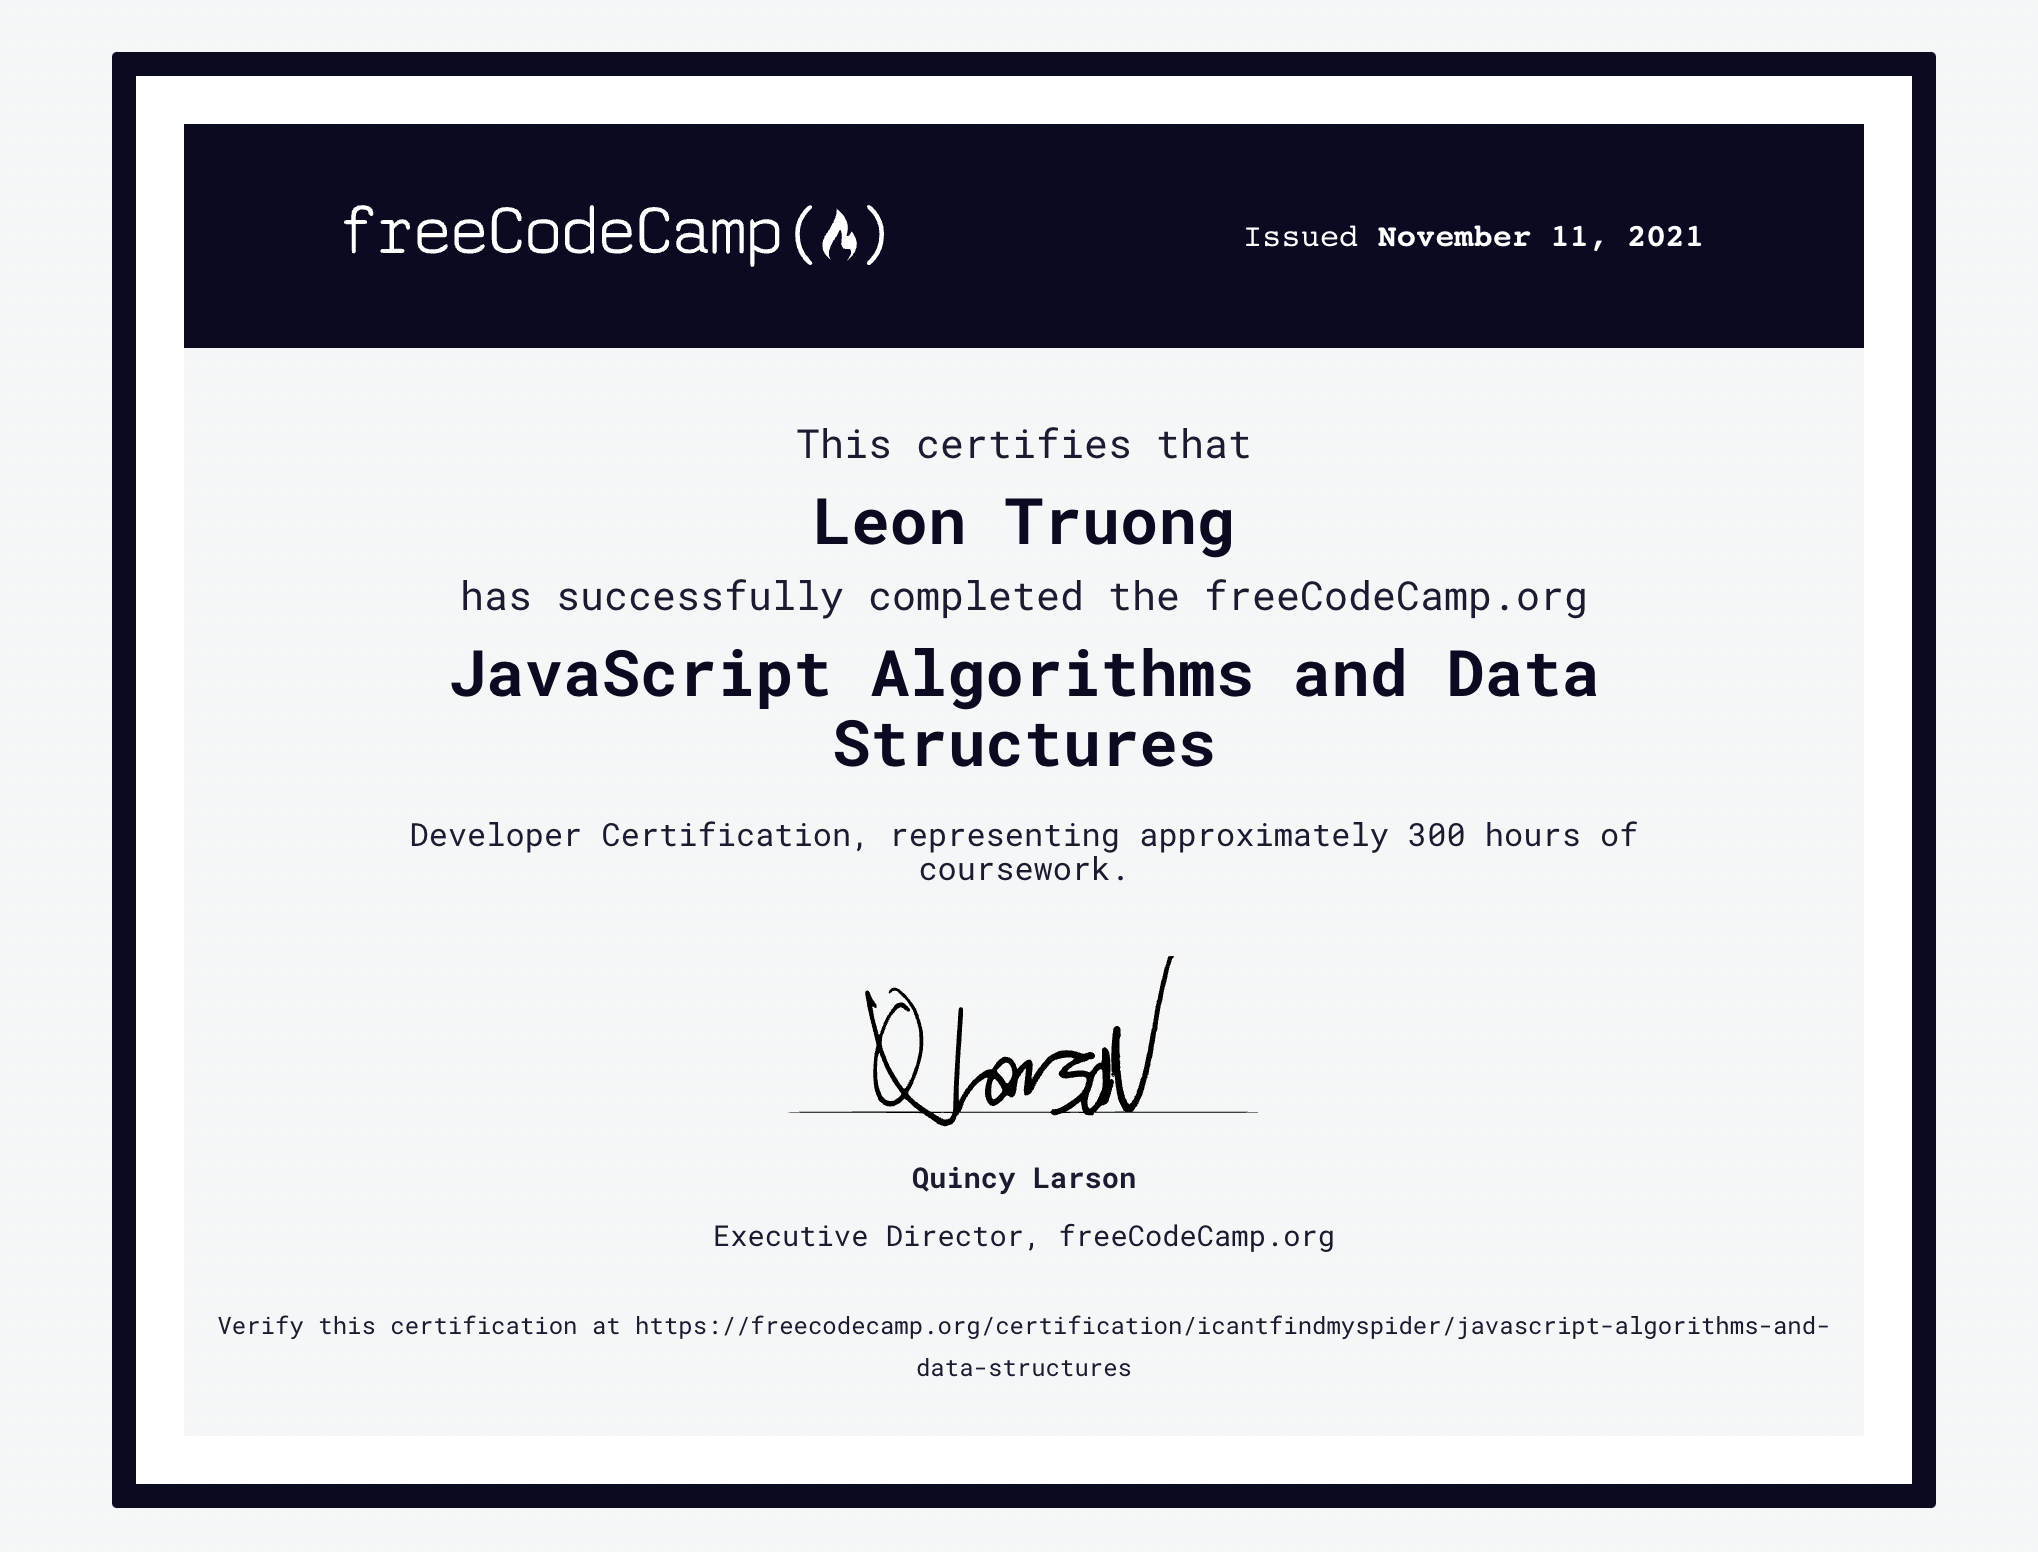 freeCodeCamp(🔥)
Issued November 11, 2021
This certifies that
Leon Truong
has successfully completed the freeCodeCamp.org
JavaScript Algorithms and Data
Structures
Developer Certification, representing approximately 300 hours of
coursework.
Q Larson
Quincy Larson
Executive Director, freeCodeCamp.org
Verify this certification at https://freecodecamp.org/certification/icantfindmyspider/javascript-algorithms-and-
data-structures